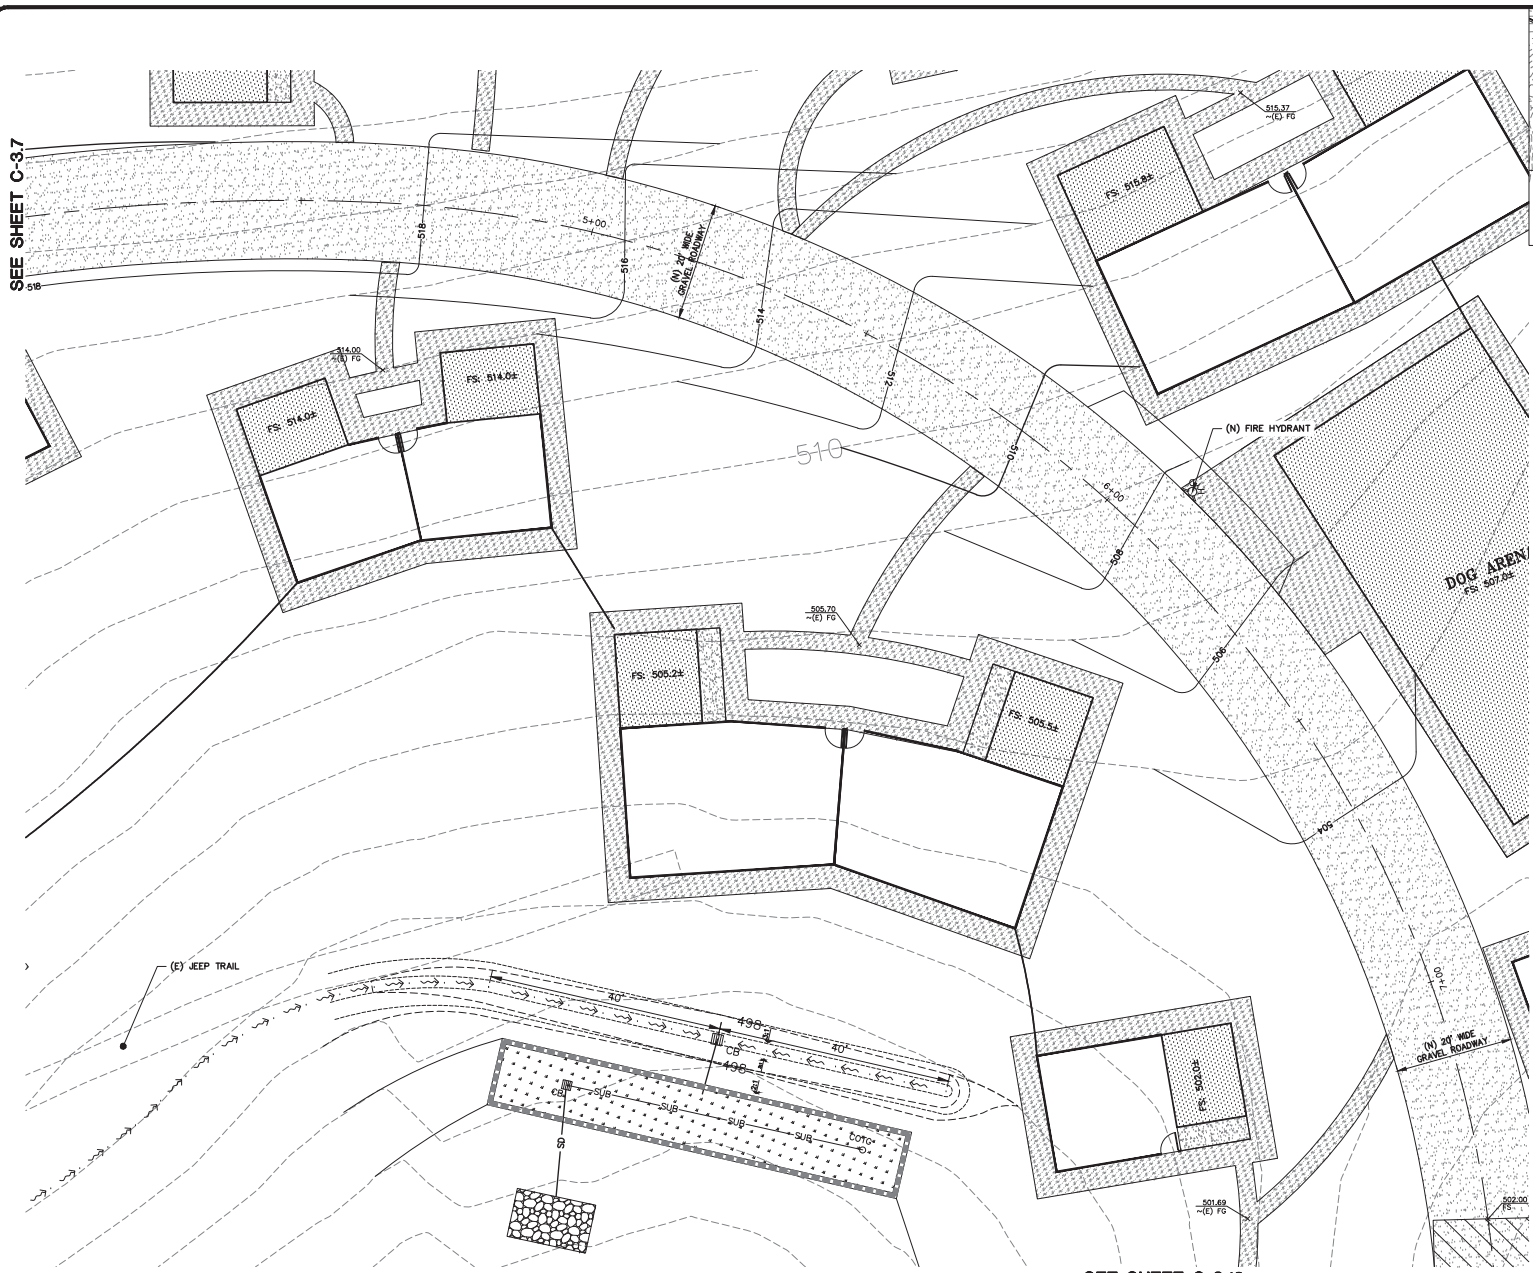 SEE SHEET C-3.7
515.37
~(E) FG
FS: 515.8±
518
5+00
(N) 20' WIDE
GRAVEL ROADWAY
516
518
514
514.00
~(E) FG
FS: 514.0±
FS: 514.0±
512
(N) FIRE HYDRANT
510
510
6+00
508
DOG ARENA
FS: 507.0±
505.70
~(E) FG
506
FS: 505.2±
FS: 505.5±
504
(E) JEEP TRAIL
7+00
40'
498
2:1
(N) 20' WIDE
GRAVEL ROADWAY
CB
40'
498
2:1
FS: 502.0±
CB
SUB
SUB
SUB
SUB
COTG
SD
501.69
~(E) FG
502.00
FS